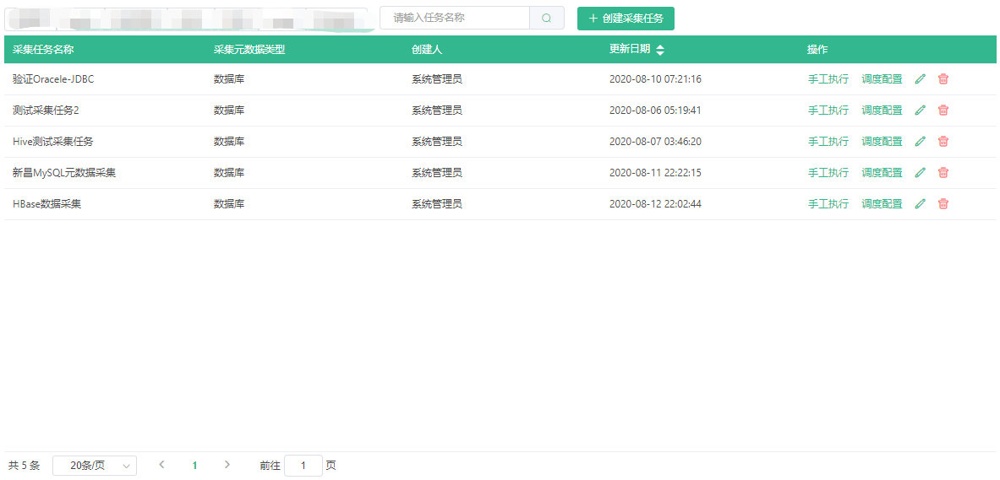 请输入任务名称 创建采集任务
采集任务名称 采集元数据类型 创建人 更新日期 操作
验证Oracele-JDBC 数据库 系统管理员 2020-08-10 07:21:16 手工执行 调度配置
测试采集任务2 数据库 系统管理员 2020-08-06 05:19:41 手工执行 调度配置
Hive测试采集任务 数据库 系统管理员 2020-08-07 03:46:20 手工执行 调度配置
新昌MySQL元数据采集 数据库 系统管理员 2020-08-11 22:22:15 手工执行 调度配置
HBase数据采集 数据库 系统管理员 2020-08-12 22:02:44 手工执行 调度配置
共 5 条 20条/页 1 前往 1 页